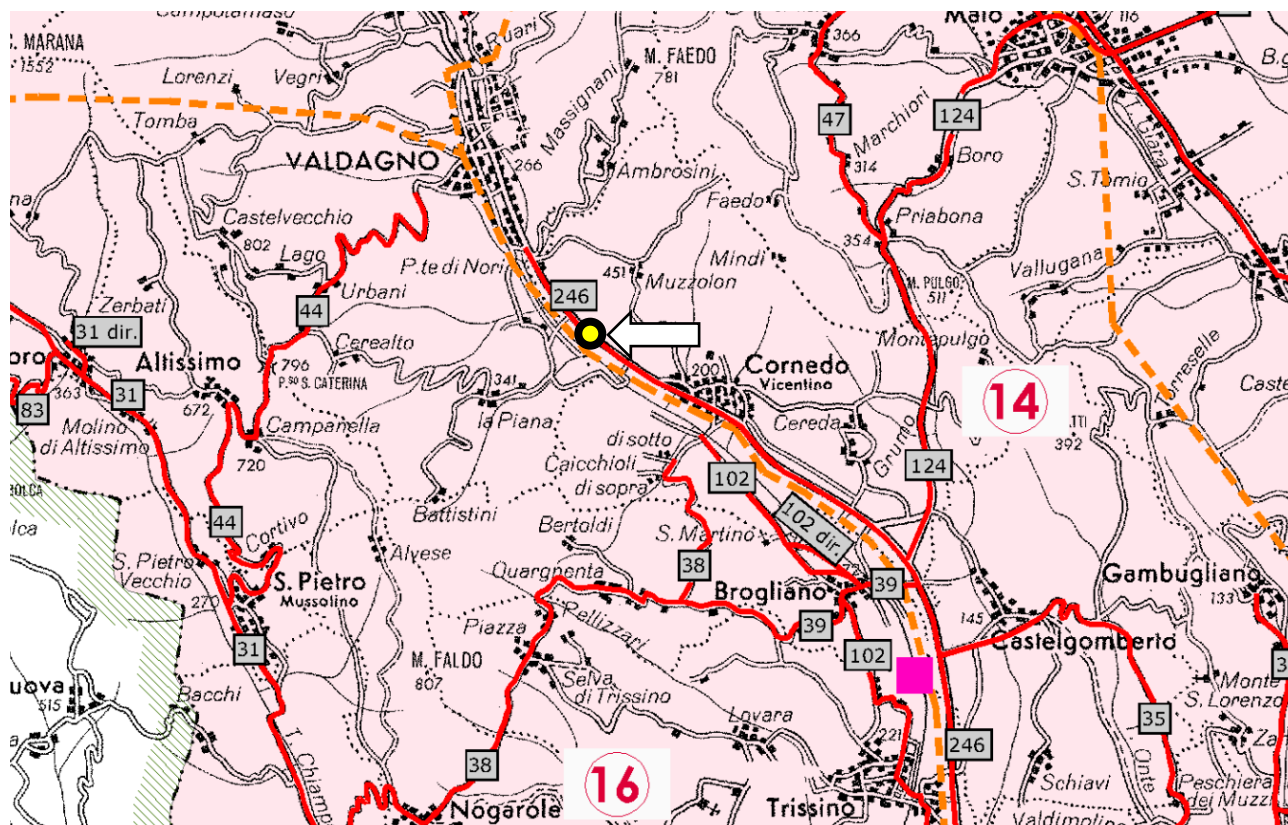 Campotamaso
C. MARANA
1552
Lorenzi
Vegri
Ruari
Tomba
VALDAGNO
266
Massignani
M. FAEDO
781
Ambrosini
Faedo
366
47
Marchioni
314
124
Boro
Malo
116
Giara
S. Tomio
Priabona
354
Castelvecchio
802
Lago
Urbani
P.te di Nori
451
Muzzolon
Mindi
M. PULGO
511
Vallugana
Zerbati
31 dir.
44
246
Montepulgo
Altissimo
796
P.so S. CATERINA
Cerealto
200
Cornedo
Vicentino
14
363
31
83
672
341
la Piana
Molino
di Altissimo
Campanella
720
Cereda
Grumo
392
di sotto
Caicchioli
di sopra
102
124
Battistini
44
Cortivo
Bertoldi
S. Martino
102 dir.
Alvese
S. Pietro
Vecchio
S. Pietro
Mussolino
270
Quargnenta
38
Brogliano
39
Gambugliano
133
Pellizzari
39
145
Castelgomberto
31
Piazza
M. FALDO
807
Selva
di Trissino
102
Monte
S. Lorenzo
515
Bacchi
Lovara
221
246
35
T. Chiampo
38
16
Schiavi
Onte
Peschiera
dei Muzzi
Nogarole
Trissino
Valdimolino